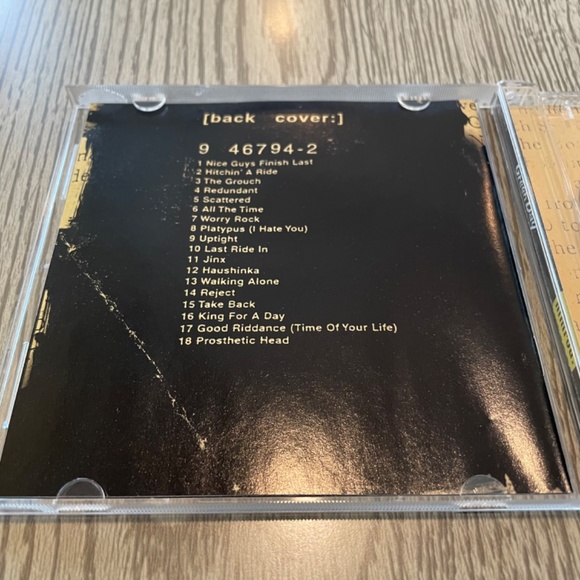 [back cover:]
9 46794-2
1 Nice Guys Finish Last
2 Hitchin' A Ride
3 The Grouch
4 Redundant
5 Scattered
6 All The Time
7 Worry Rock
8 Platypus (I Hate You)
9 Uptight
10 Last Ride In
11 Jinx
12 Haushinka
13 Walking Alone
14 Reject
15 Take Back
16 King For A Day
17 Good Riddance (Time Of Your Life)
18 Prosthetic Head
Green Day